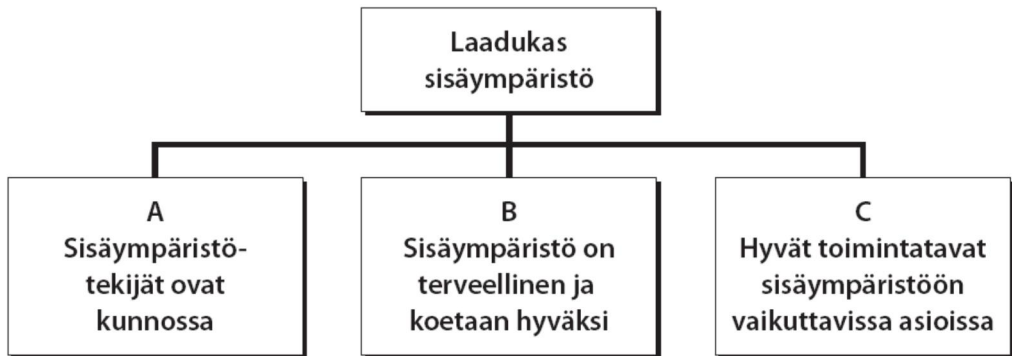 Laadukas
sisäympäristö
A
Sisäympäristö-
tekijät ovat
kunnossa
B
Sisäympäristö on
terveellinen ja
koetaan hyväksi
C
Hyvät toimintatavat
sisäympäristöön
vaikuttavissa asioissa